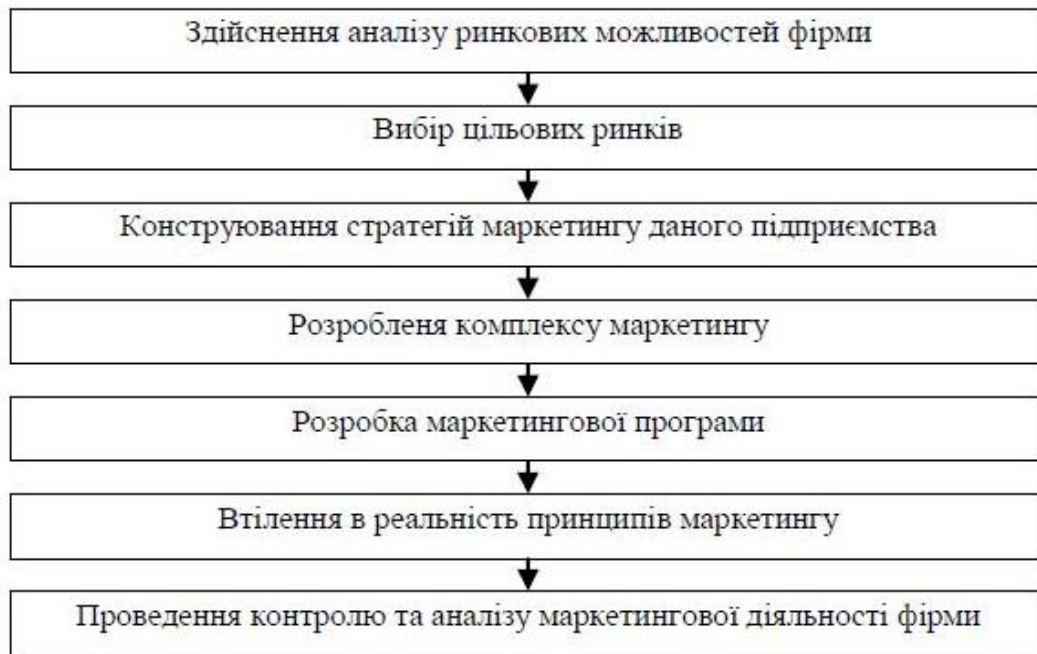 Здійснення аналізу ринкових можливостей фірми
Вибір цільових ринків
Конструювання стратегій маркетингу даного підприємства
Розробленя комплексу маркетингу
Розробка маркетингової програми
Втілення в реальність принципів маркетингу
Проведення контролю та аналізу маркетингової діяльності фірми